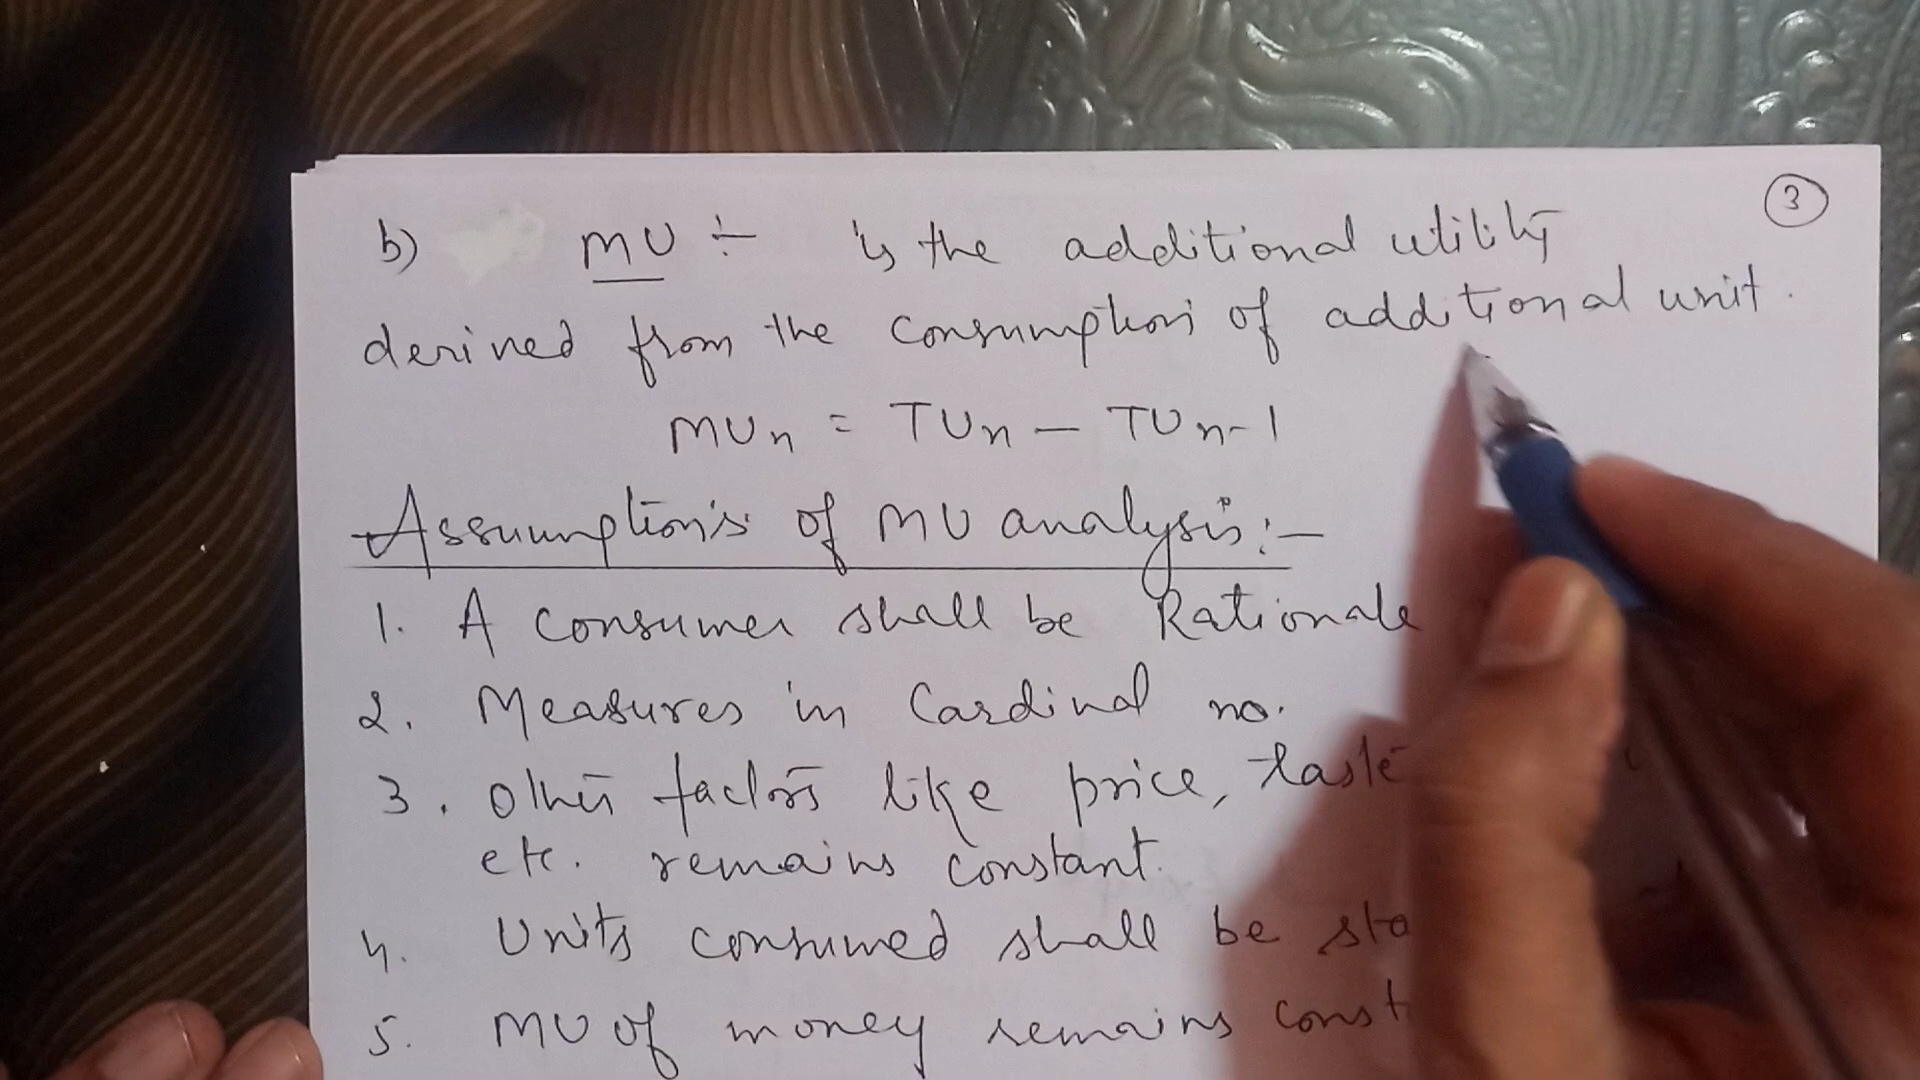 3
b) MU :- is the additional utility
derived from the consumption of additional unit.
MUn = TUn - TUn-1
Assumptions of MU analysis:-
1. A consumer shall be Rationale
2. Measures in Cardinal no.
3. Other factors like price, taste
etc. remains constant.
4. Units consumed shall be sta
5. MU of money remains const